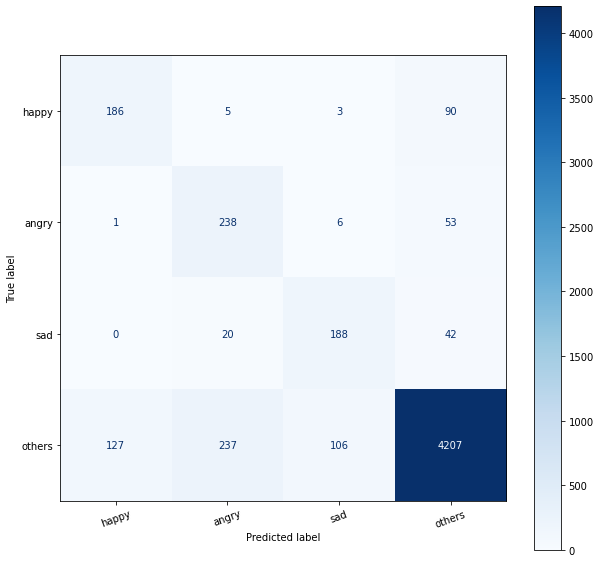 4000
3500
3000
2500
2000
1500
1000
500
0
True label
happy
186 5 3 90
angry
1 238 6 53
sad
0 20 188 42
others
127 237 106 4207
happy angry sad others
Predicted label